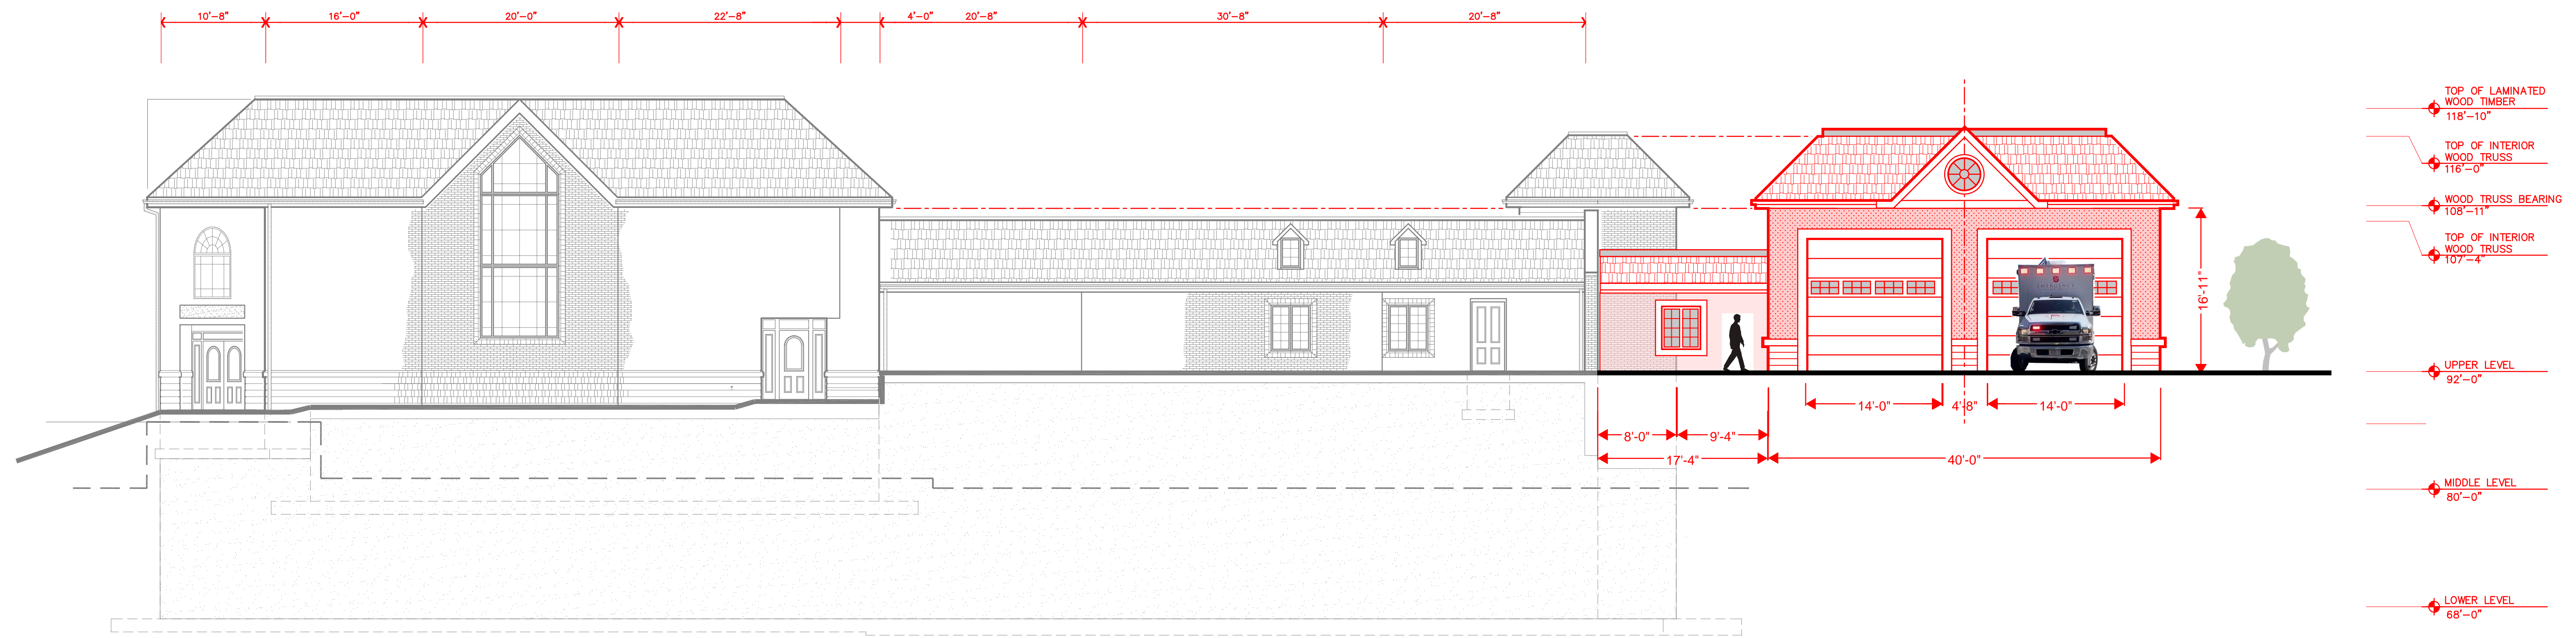 10'-8"
16'-0"
20'-0"
22'-8"
4'-0"
20'-8"
30'-8"
20'-8"
TOP OF LAMINATED
WOOD TIMBER
118'-10"
TOP OF INTERIOR
WOOD TRUSS
116'-0"
WOOD TRUSS BEARING
108'-11"
TOP OF INTERIOR
WOOD TRUSS
107'-4"
16'-11"
UPPER LEVEL
92'-0"
14'-0"
4'-8"
14'-0"
8'-0"
9'-4"
17'-4"
40'-0"
MIDDLE LEVEL
80'-0"
LOWER LEVEL
68'-0"